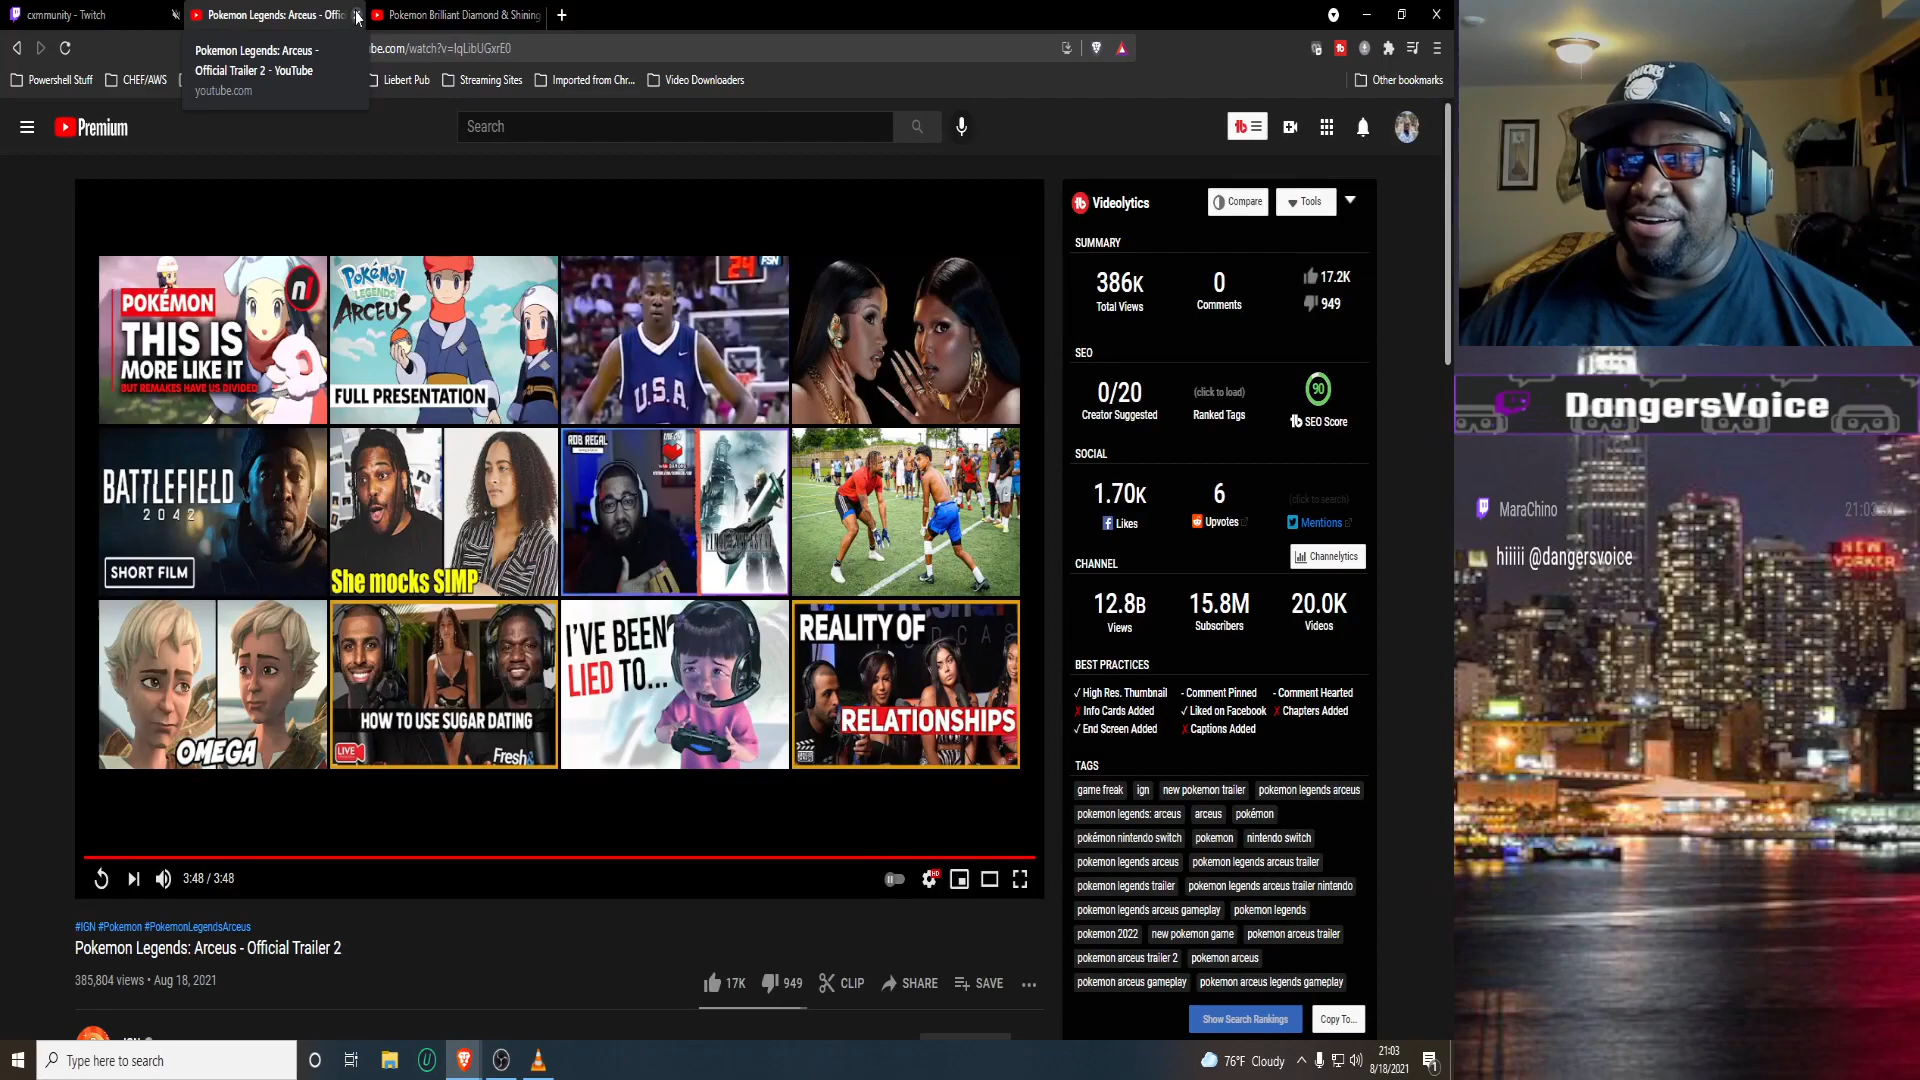 cxmmunity - Twitch
Pokemon Legends: Arceus - Offic
Pokemon Brilliant Diamond & Shining
Pokemon Legends: Arceus -
Official Trailer 2 - YouTube
youtube.com
be.com/watch?v=IqLibUGxrE0
Powershell Stuff
CHEF/AWS
Liebert Pub
Streaming Sites
Imported from Chr...
Video Downloaders
Other bookmarks
Premium
Search
POKÉMON
THIS IS
MORE LIKE IT
BUT REMAKES HAVE US DIVIDED
POKÉMON
LEGENDS
ARCEUS
FULL PRESENTATION
24 FSN
U.S.A.
BATTLEFIELD
2042
SHORT FILM
She mocks SIMP
ROB REGAL
OMEGA
HOW TO USE SUGAR DATING
LIVE
Fresh
I'VE BEEN
LIED TO...
REALITY OF
RELATIONSHIPS
3:48 / 3:48
HD
#IGN #Pokemon #PokemonLegendsArceus
Pokemon Legends: Arceus - Official Trailer 2
385,804 views • Aug 18, 2021
17K
949
CLIP
SHARE
SAVE
tb
Videolytics
Compare
Tools
SUMMARY
386K
Total Views
0
Comments
17.2K
949
SEO
0/20
Creator Suggested
(click to load)
Ranked Tags
90
tb SEO Score
SOCIAL
1.70K
Likes
6
Upvotes
(click to search)
Mentions
CHANNEL
Channelytics
12.8B
Views
15.8M
Subscribers
20.0K
Videos
BEST PRACTICES
✓ High Res. Thumbnail - Comment Pinned - Comment Hearted
✗ Info Cards Added ✓ Liked on Facebook ✗ Chapters Added
✓ End Screen Added ✗ Captions Added
TAGS
game freak ign new pokemon trailer pokemon legends arceus
pokemon legends: arceus arceus pokémon
pokémon nintendo switch pokemon nintendo switch
pokemon legends arceus pokemon legends arceus trailer
pokemon legends trailer pokemon legends arceus trailer nintendo
pokemon legends arceus gameplay pokemon legends
pokemon 2022 new pokemon game pokemon arceus trailer
pokemon arceus trailer 2 pokemon arceus
pokemon arceus gameplay pokemon arceus legends gameplay
Show Search Rankings
Copy To...
DangersVoice
MaraChino
hiiiii @dangersvoice
NEW
YORKER
Type here to search
76°F Cloudy
21:03
8/18/2021